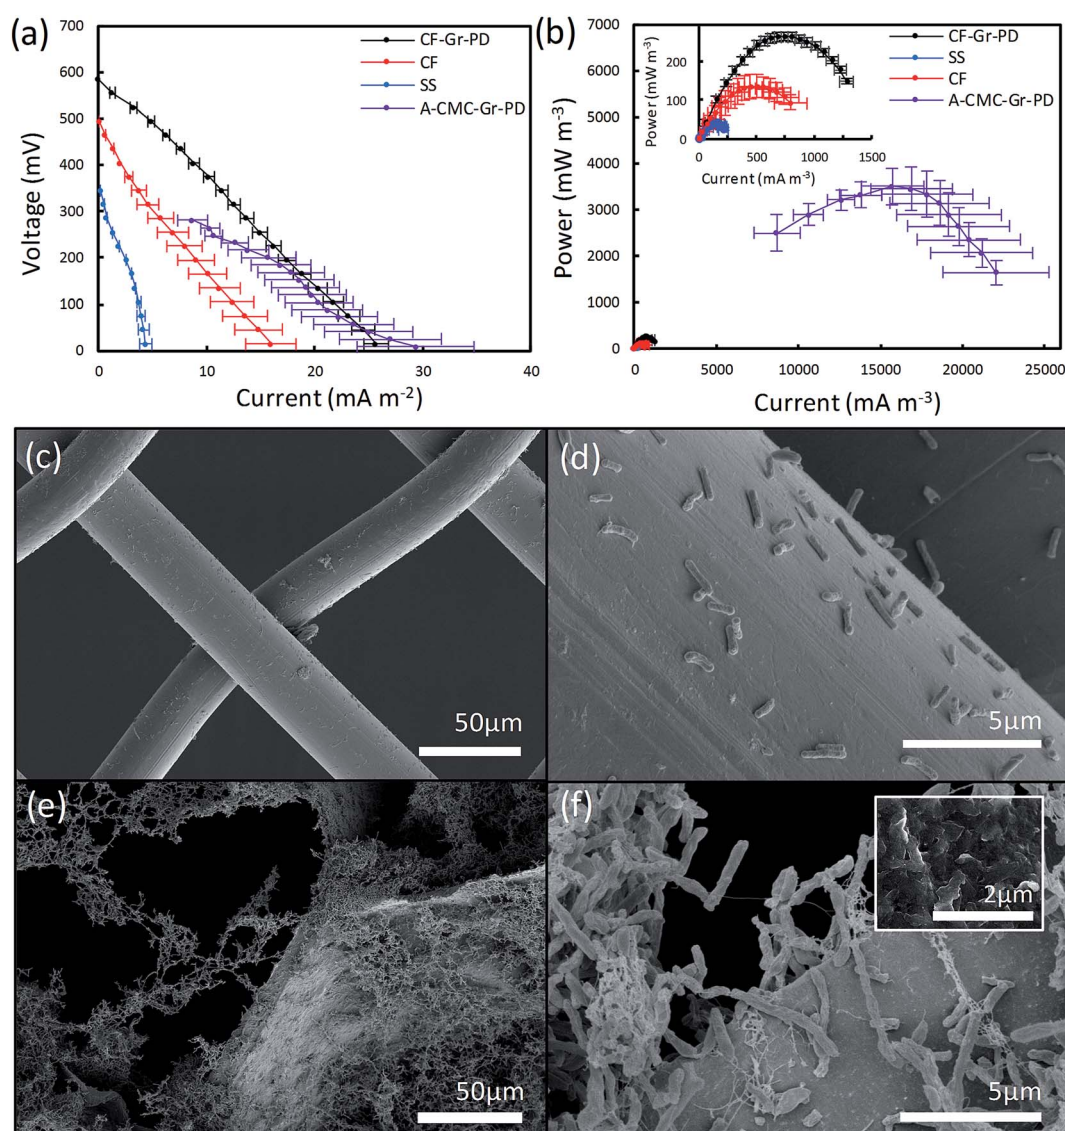 (a)
700
600
500
400
300
200
100
0
Voltage (mV)
CF-Gr-PD
CF
SS
A-CMC-Gr-PD
0 10 20 30 40
Current (mA m⁻²)
(b)
7000
6000
5000
4000
3000
2000
1000
0
Power (mW m⁻³)
CF-Gr-PD
SS
CF
A-CMC-Gr-PD
200
100
0
Power (mW m⁻³)
0 500 1000 1500
Current (mA m⁻³)
0 5000 10000 15000 20000 25000
Current (mA m⁻³)
(c)
50μm
(d)
5μm
(e)
50μm
(f)
2μm
5μm